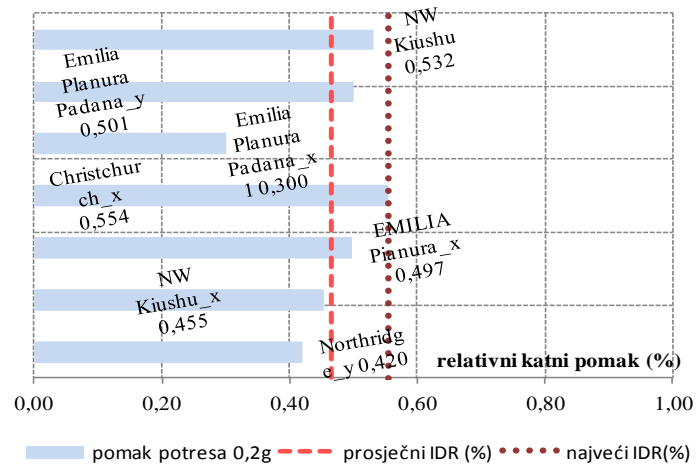 NW
Kiushu
0,532
Emilia
Planura
Padana_y
0,501
Emilia
Planura
Padana_x
1 0,300
Christchur
ch_x
0,554
EMILIA
Pianura_x
0,497
NW
Kiushu_x
0,455
Northridg
e_y 0,420
relativni katni pomak (%)
0,00 0,20 0,40 0,60 0,80 1,00
pomak potresa 0,2g prosječni IDR (%) najveći IDR(%)